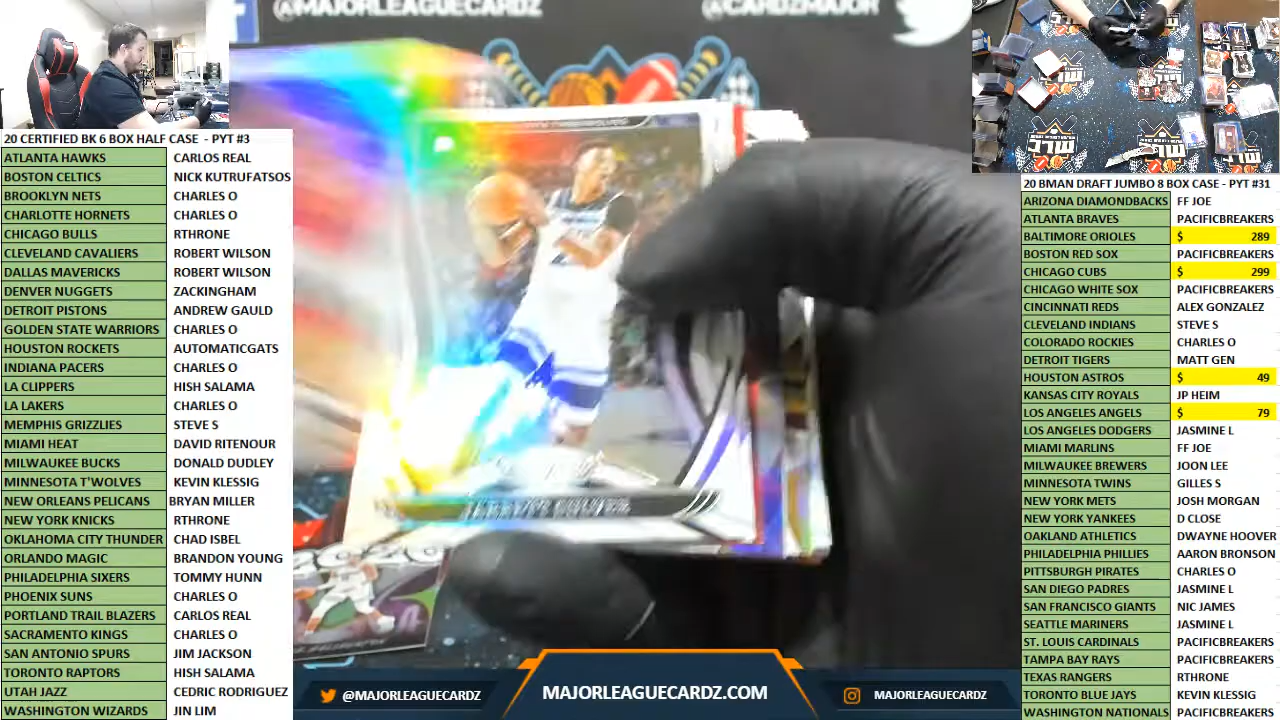 @MAJORLEAGUECARDZ
@CARDZMAJOR
20 CERTIFIED BK 6 BOX HALF CASE - PYT #3
ATLANTA HAWKS CARLOS REAL
BOSTON CELTICS NICK KUTRUFATSOS
BROOKLYN NETS CHARLES O
CHARLOTTE HORNETS CHARLES O
CHICAGO BULLS RTHRONE
CLEVELAND CAVALIERS ROBERT WILSON
DALLAS MAVERICKS ROBERT WILSON
DENVER NUGGETS ZACKINGHAM
DETROIT PISTONS ANDREW GAULD
GOLDEN STATE WARRIORS CHARLES O
HOUSTON ROCKETS AUTOMATICGATS
INDIANA PACERS CHARLES O
LA CLIPPERS HISH SALAMA
LA LAKERS CHARLES O
MEMPHIS GRIZZLIES STEVE S
MIAMI HEAT DAVID RITENOUR
MILWAUKEE BUCKS DONALD DUDLEY
MINNESOTA T'WOLVES KEVIN KLESSIG
NEW ORLEANS PELICANS BRYAN MILLER
NEW YORK KNICKS RTHRONE
OKLAHOMA CITY THUNDER CHAD ISBEL
ORLANDO MAGIC BRANDON YOUNG
PHILADELPHIA SIXERS TOMMY HUNN
PHOENIX SUNS CHARLES O
PORTLAND TRAIL BLAZERS CARLOS REAL
SACRAMENTO KINGS CHARLES O
SAN ANTONIO SPURS JIM JACKSON
TORONTO RAPTORS HISH SALAMA
UTAH JAZZ CEDRIC RODRIGUEZ
WASHINGTON WIZARDS JIN LIM
20 BMAN DRAFT JUMBO 8 BOX CASE - PYT #31
ARIZONA DIAMONDBACKS FF JOE
ATLANTA BRAVES PACIFICBREAKERS
BALTIMORE ORIOLES $ 289
BOSTON RED SOX PACIFICBREAKERS
CHICAGO CUBS $ 299
CHICAGO WHITE SOX PACIFICBREAKERS
CINCINNATI REDS ALEX GONZALEZ
CLEVELAND INDIANS STEVE S
COLORADO ROCKIES CHARLES O
DETROIT TIGERS MATT GEN
HOUSTON ASTROS $ 49
KANSAS CITY ROYALS JP HEIM
LOS ANGELES ANGELS $ 79
LOS ANGELES DODGERS JASMINE L
MIAMI MARLINS FF JOE
MILWAUKEE BREWERS JOON LEE
MINNESOTA TWINS GILLES S
NEW YORK METS JOSH MORGAN
NEW YORK YANKEES D CLOSE
OAKLAND ATHLETICS DWAYNE HOOVER
PHILADELPHIA PHILLIES AARON BRONSON
PITTSBURGH PIRATES CHARLES O
SAN DIEGO PADRES JASMINE L
SAN FRANCISCO GIANTS NIC JAMES
SEATTLE MARINERS JASMINE L
ST. LOUIS CARDINALS PACIFICBREAKERS
TAMPA BAY RAYS PACIFICBREAKERS
TEXAS RANGERS RTHRONE
TORONTO BLUE JAYS KEVIN KLESSIG
WASHINGTON NATIONALS PACIFICBREAKERS
@MAJORLEAGUECARDZ
MAJORLEAGUECARDZ.COM
MAJORLEAGUECARDZ